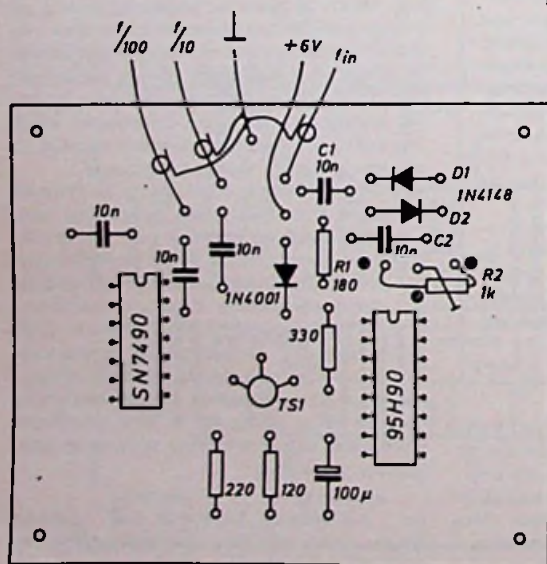 f/100
f/10
+6V
fin
C1
10n
D1
1N4148
D2
10n
C2
10n
10n
10n
R1
180
R2
1k
1N4001
330
SN7490
95H90
TS1
220
120
100µ